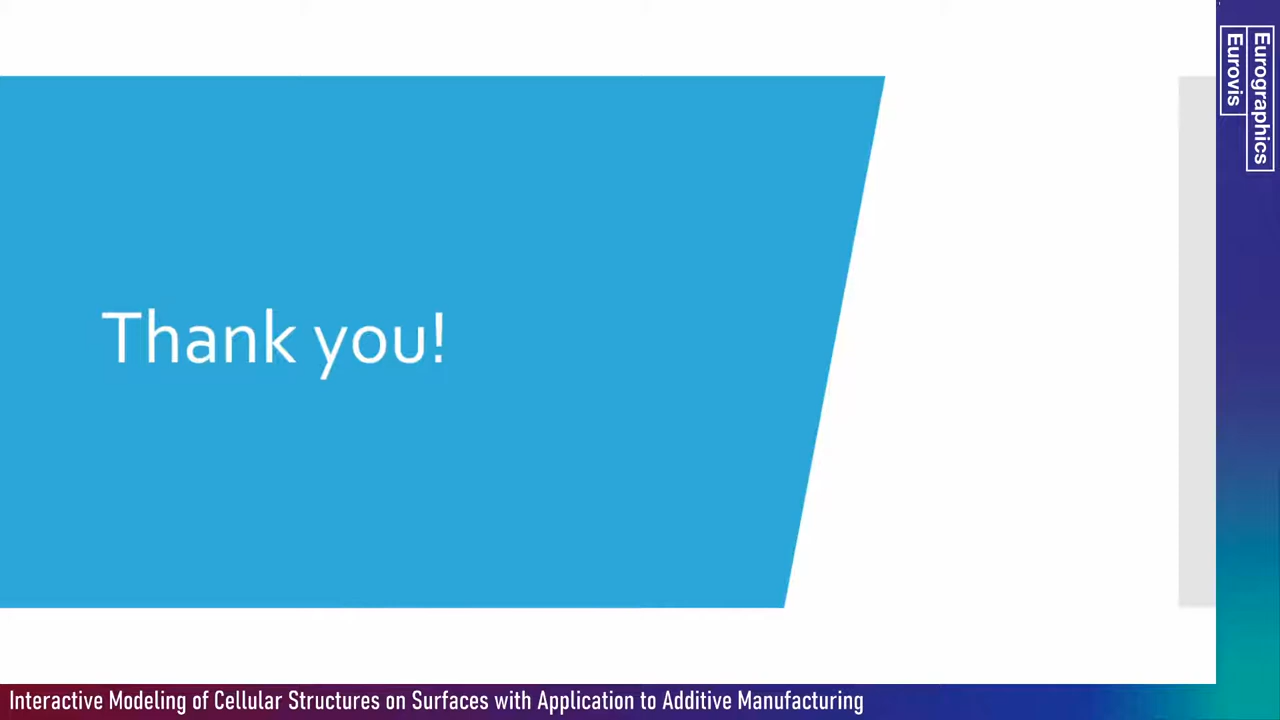 Thank you!
Eurographics
Eurovis
Interactive Modeling of Cellular Structures on Surfaces with Application to Additive Manufacturing